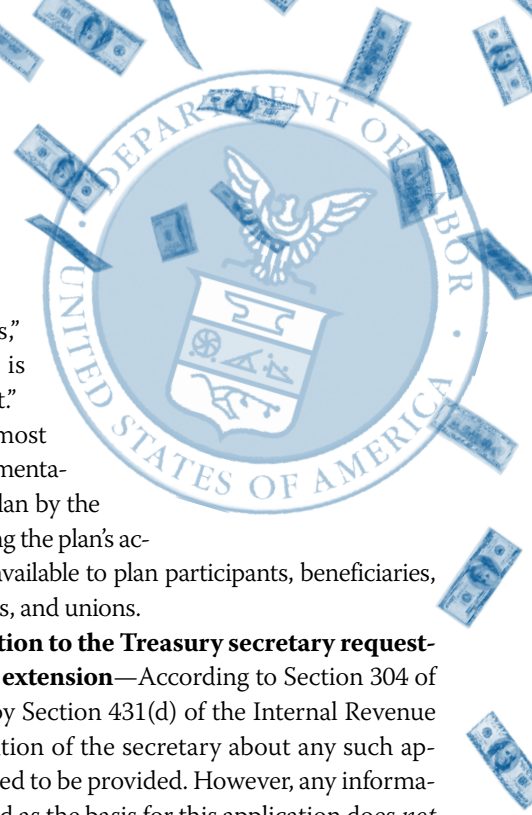 DEPARTMENT OF LABOR
UNITED STATES OF AMERICA
s,”
is
t.”
most
menta-
lan by the
ng the plan’s ac-
vailable to plan participants, beneficiaries,
s, and unions.
tion to the Treasury secretary request-
extension—According to Section 304 of
by Section 431(d) of the Internal Revenue
tion of the secretary about any such ap-
ed to be provided. However, any informa-
d as the basis for this application does not